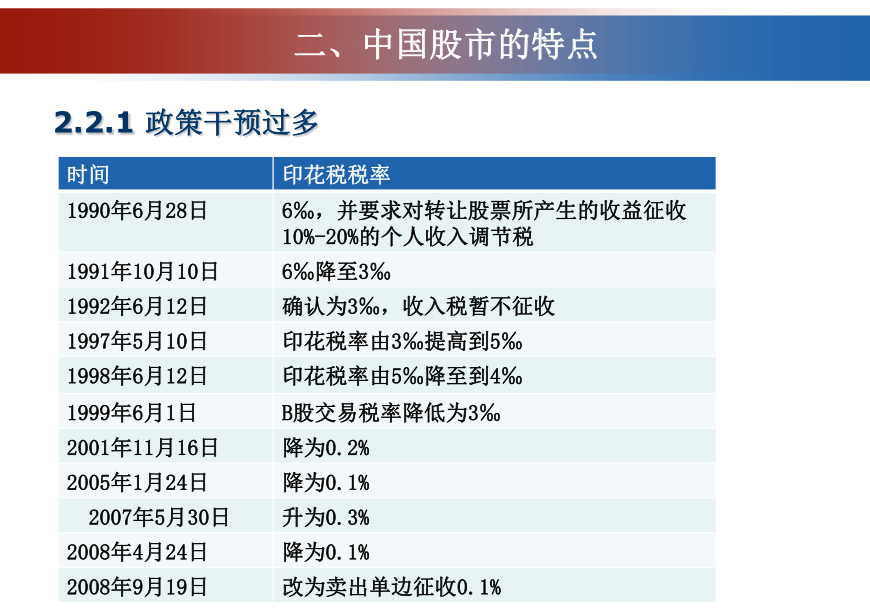 二、中国股市的特点
2.2.1 政策干预过多
时间 印花税税率
1990年6月28日 6‰，并要求对转让股票所产生的收益征收
10%-20%的个人收入调节税
1991年10月10日 6‰降至3‰
1992年6月12日 确认为3‰，收入税暂不征收
1997年5月10日 印花税率由3‰提高到5‰
1998年6月12日 印花税率由5‰降至到4‰
1999年6月1日 B股交易税率降低为3‰
2001年11月16日 降为0.2%
2005年1月24日 降为0.1%
2007年5月30日 升为0.3%
2008年4月24日 降为0.1%
2008年9月19日 改为卖出单边征收0.1%